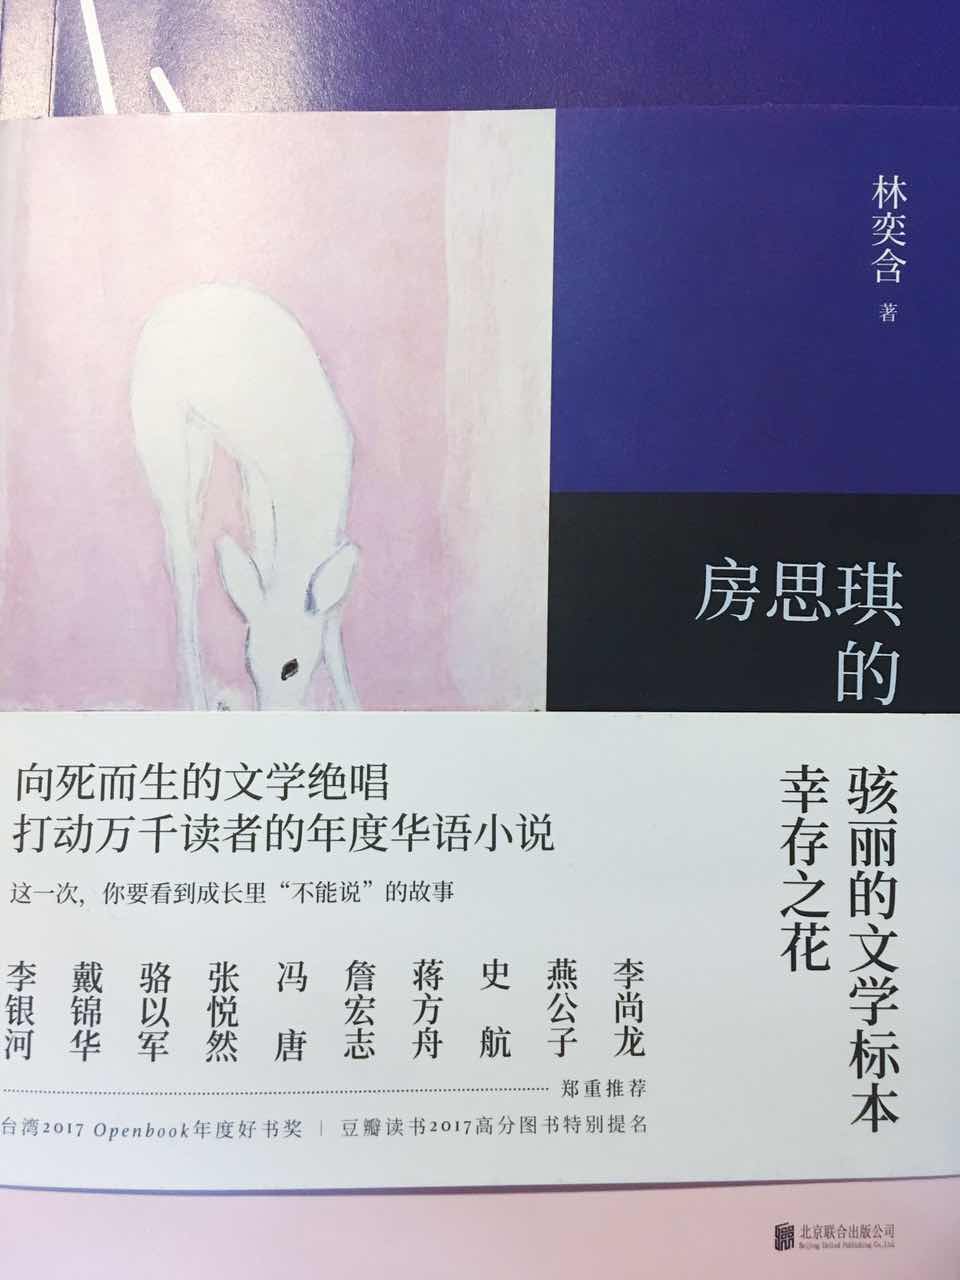 林奕含 著
房思琪
的
骇丽的文学标本
幸存之花
向死而生的文学绝唱
打动万千读者的年度华语小说
这一次，你要看到成长里“不能说”的故事
李银河 戴锦华 骆以军 张悦然 冯唐 詹宏志 蒋方舟 史航 燕公子 李尚龙
郑重推荐
台湾2017 Openbook年度好书奖 | 豆瓣读书2017高分图书特别提名
北京联合出版公司
Beijing United Publishing Co.,Ltd.